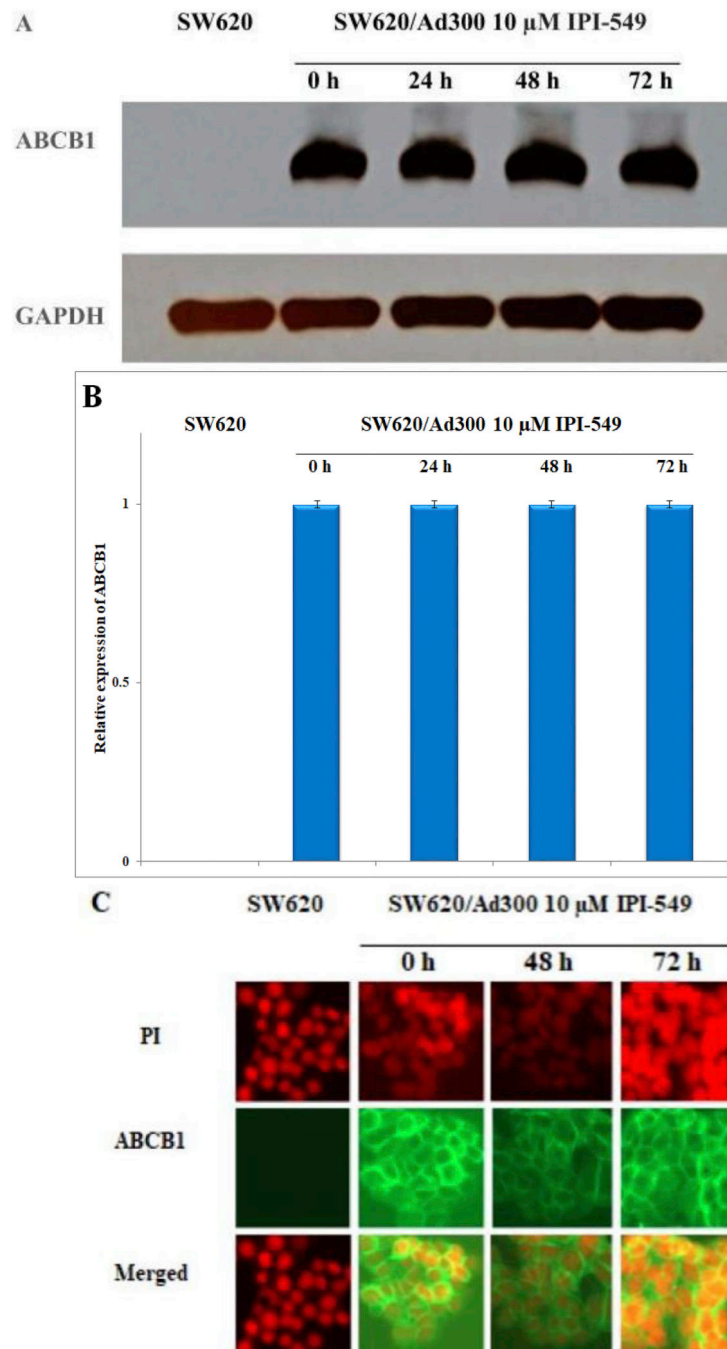 A SW620 SW620/Ad300 10 µM IPI-549
0 h 24 h 48 h 72 h
ABCB1
GAPDH
B
SW620 SW620/Ad300 10 µM IPI-549
0 h 24 h 48 h 72 h
1
0.5
0
Relative expression of ABCB1
C SW620 SW620/Ad300 10 µM IPI-549
0 h 48 h 72 h
PI
ABCB1
Merged